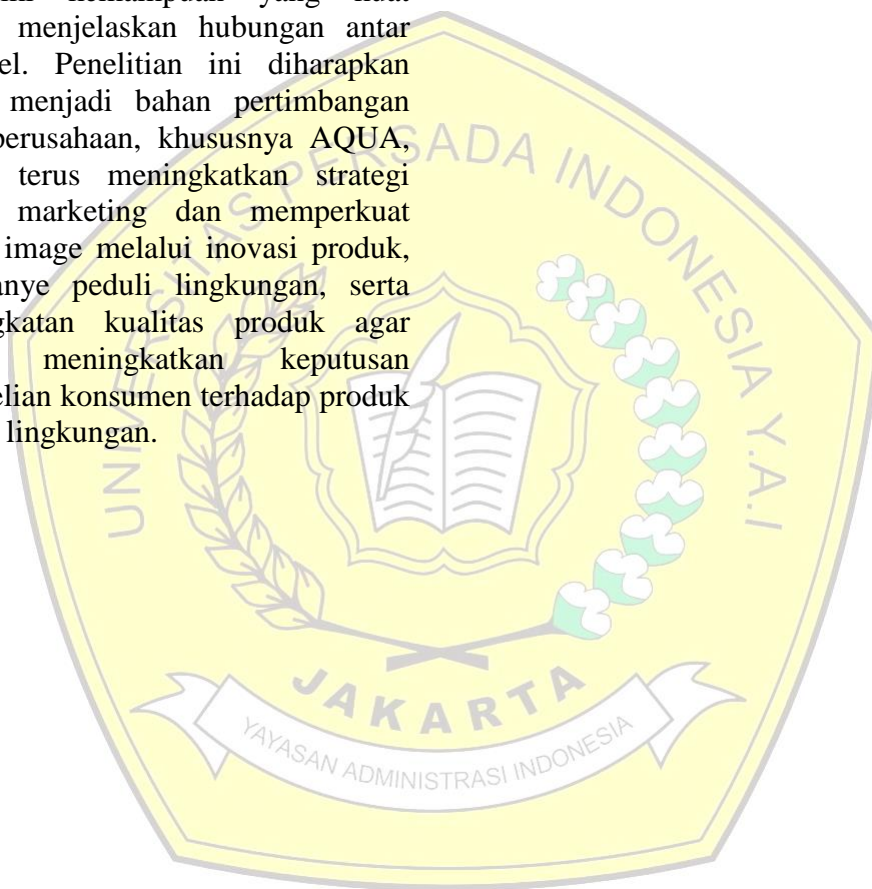 menjelaskan hubungan antar
el. Penelitian ini diharapkan
menjadi bahan pertimbangan
perusahaan, khususnya AQUA,
terus meningkatkan strategi
marketing dan memperkuat
image melalui inovasi produk,
anye peduli lingkungan, serta
gkatan kualitas produk agar
meningkatkan keputusan
elian konsumen terhadap produk
lingkungan.
UNIVERSITAS PERSADA INDONESIA Y.A.I
JAKARTA
YAYASAN ADMINISTRASI INDONESIA